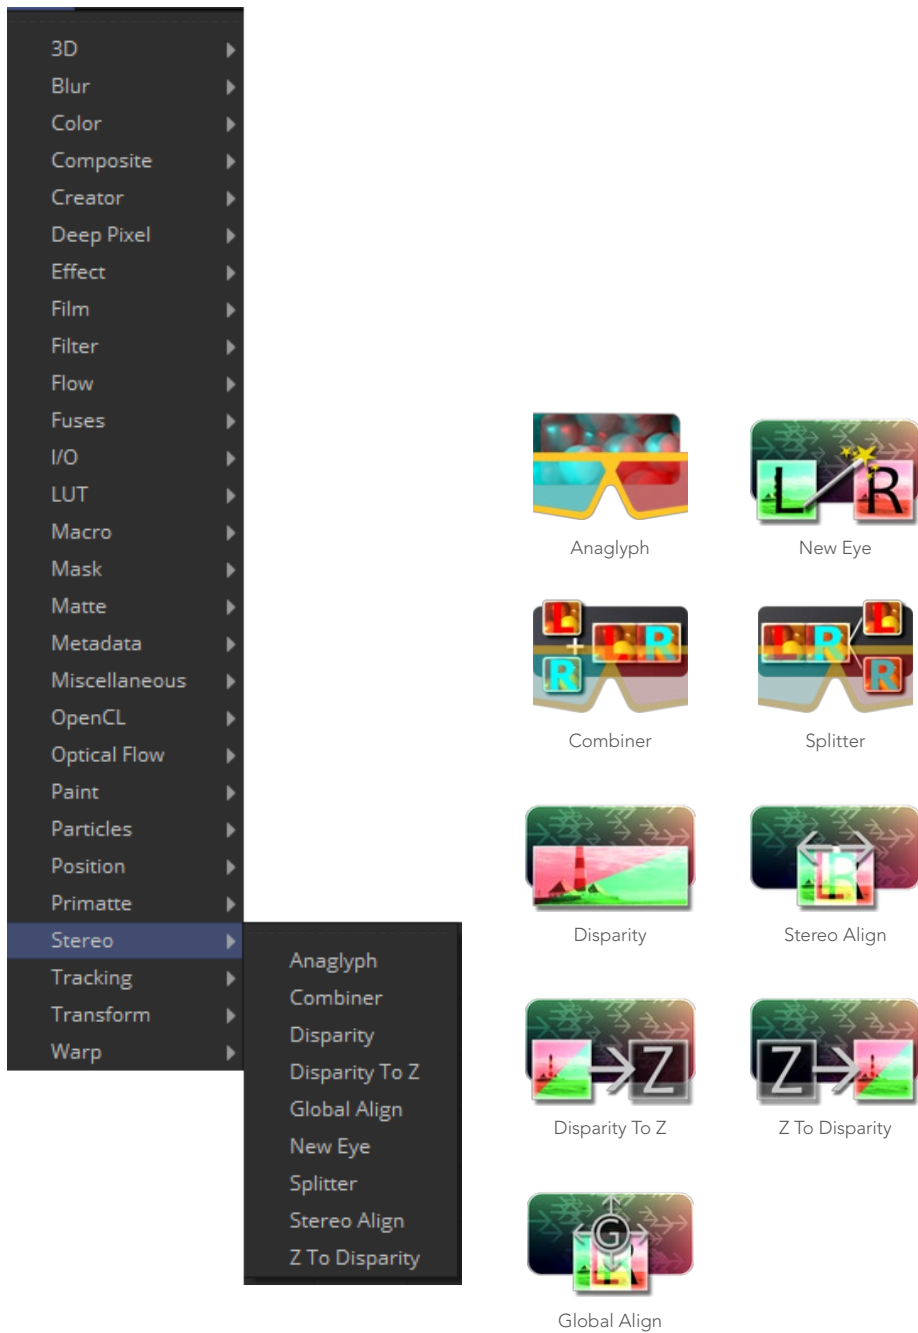 3D
Blur
Color
Composite
Creator
Deep Pixel
Effect
Film
Filter
Flow
Fuses
I/O
LUT
Macro
Mask
Matte
Metadata
Miscellaneous
OpenCL
Optical Flow
Paint
Particles
Position
Primatte
Stereo
Tracking
Transform
Warp
Anaglyph
Combiner
Disparity
Disparity To Z
Global Align
New Eye
Splitter
Stereo Align
Z To Disparity
L R
Anaglyph
New Eye
L
+
R
L R
L R
L
R
Combiner
Splitter
L R
Disparity
Stereo Align
Z
Z
Disparity To Z
Z To Disparity
G
L R
Global Align